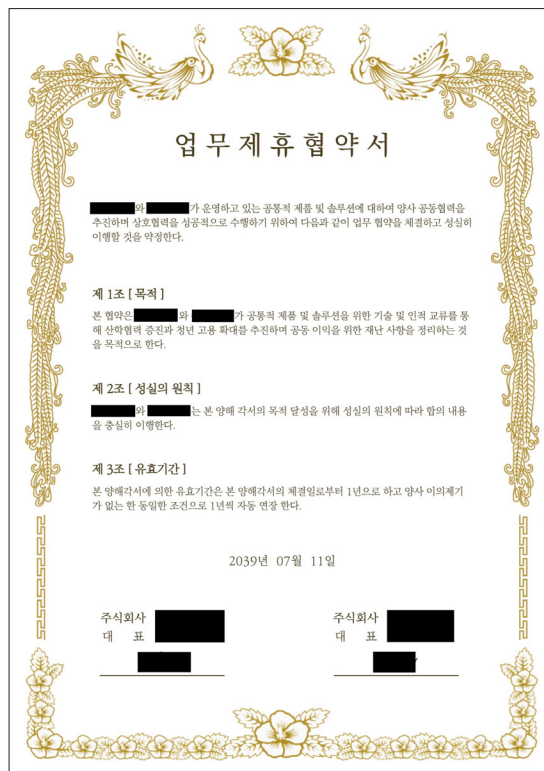 업무제휴협약서
와 가 운영하고 있는 공통적 제품 및 솔루션에 대하여 양사 공동협력을
추진하며 상호협력을 성공적으로 수행하기 위하여 다음과 같이 업무 협약을 체결하고 성실히
이행할 것을 약정한다.
제 1조 [ 목적 ]
본 협약은 와 가 공통적 제품 및 솔루션을 위한 기술 및 인적 교류를 통
해 산학협력 증진과 청년 고용 확대를 추진하며 공동 이익을 위한 재난 사항을 정리하는 것
을 목적으로 한다.
제 2조 [ 성실의 원칙 ]
와 는 본 양해 각서의 목적 달성을 위해 성실의 원칙에 따라 합의 내용
을 충실히 이행한다.
제 3조 [ 유효기간 ]
본 양해각서에 의한 유효기간은 본 양해각서의 체결일로부터 1년으로 하고 양사 이의제기
가 없는 한 동일한 조건으로 1년씩 자동 연장 한다.
2039년 07월 11일
주식회사
대 표
주식회사
대 표